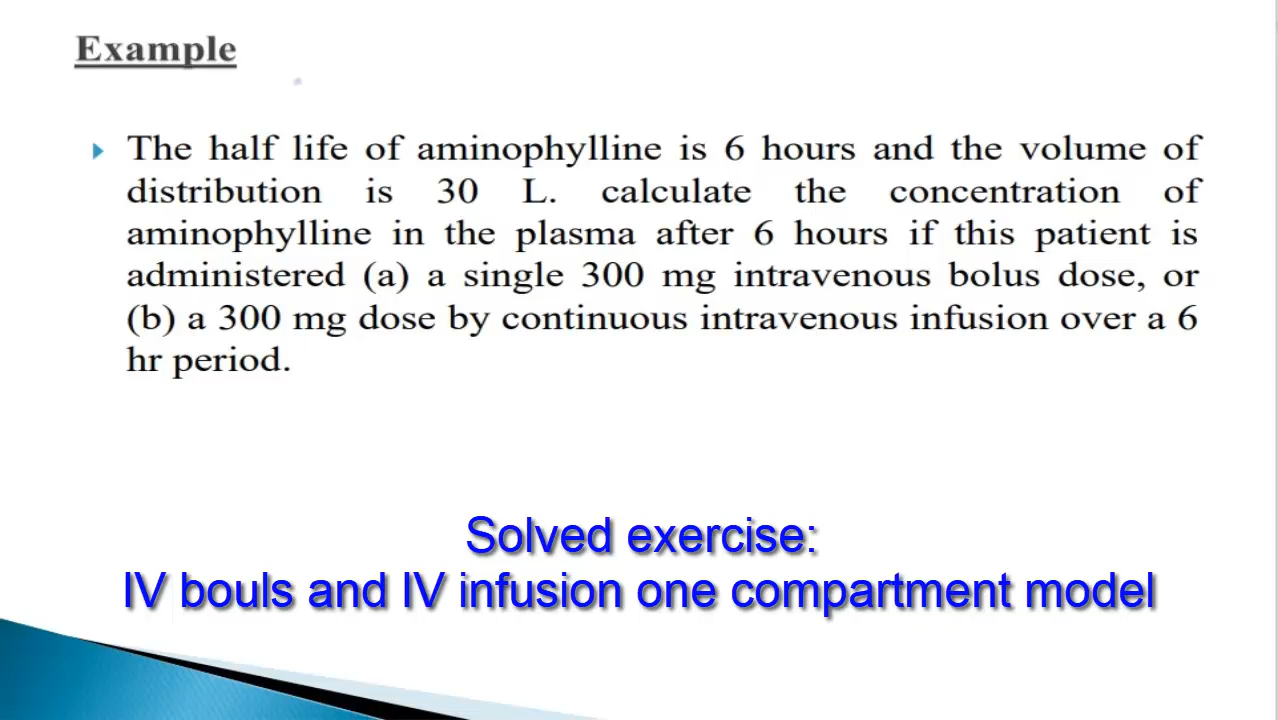 Example
The half life of aminophylline is 6 hours and the volume of
distribution is 30 L. calculate the concentration of
aminophylline in the plasma after 6 hours if this patient is
administered (a) a single 300 mg intravenous bolus dose, or
(b) a 300 mg dose by continuous intravenous infusion over a 6
hr period.
Solved exercise:
IV bouls and IV infusion one compartment model